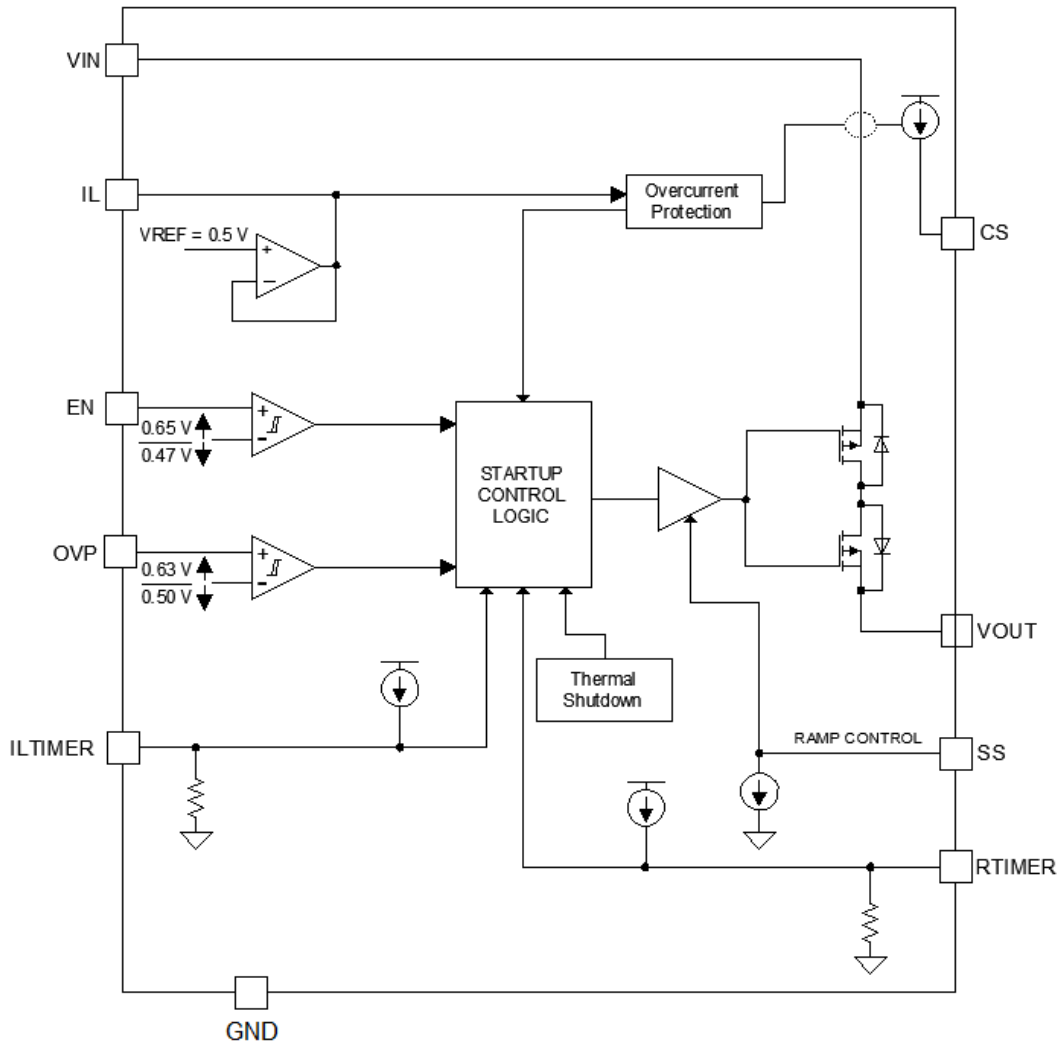 VIN
IL
Overcurrent
Protection
VREF = 0.5 V
+
−
CS
EN
+
−
0.65 V
0.47 V
STARTUP
CONTROL
LOGIC
OVP
+
−
0.63 V
0.50 V
VOUT
Thermal
Shutdown
ILTIMER
RAMP CONTROL
SS
RTIMER
GND